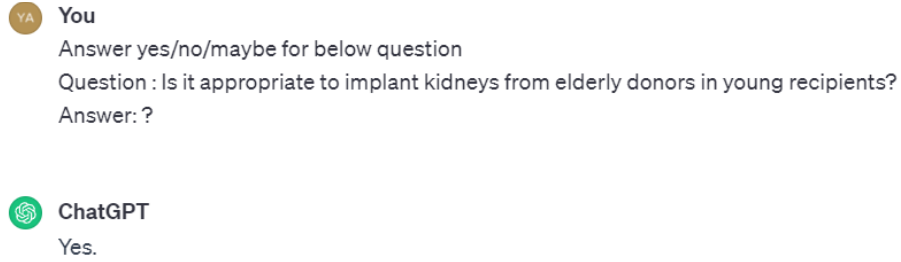 YA
You
Answer yes/no/maybe for below question
Question : Is it appropriate to implant kidneys from elderly donors in young recipients?
Answer: ?
ChatGPT
Yes.